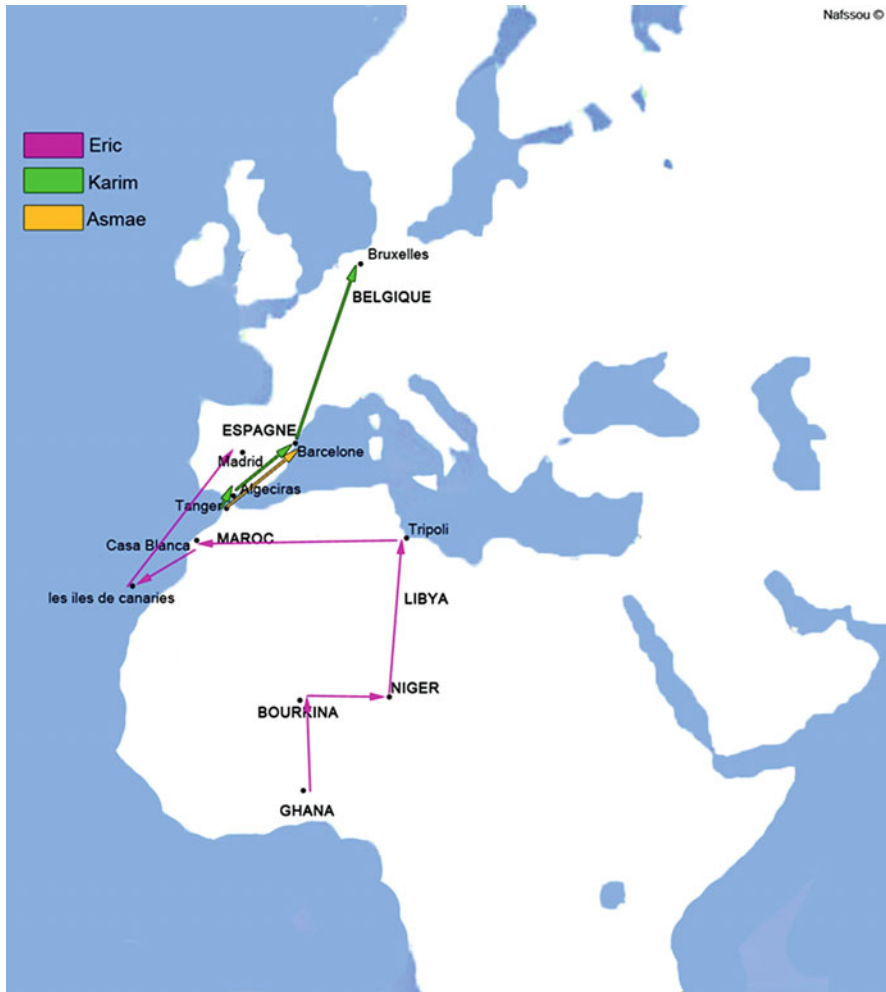 Nafssou ©
Eric
Karim
Asmae
Bruxelles
BELGIQUE
ESPAGNE
Madrid
Barcelone
Algeciras
Tanger
Tripoli
MAROC
Casa Blanca
les iles de canaries
LIBYA
NIGER
BOURKINA
GHANA